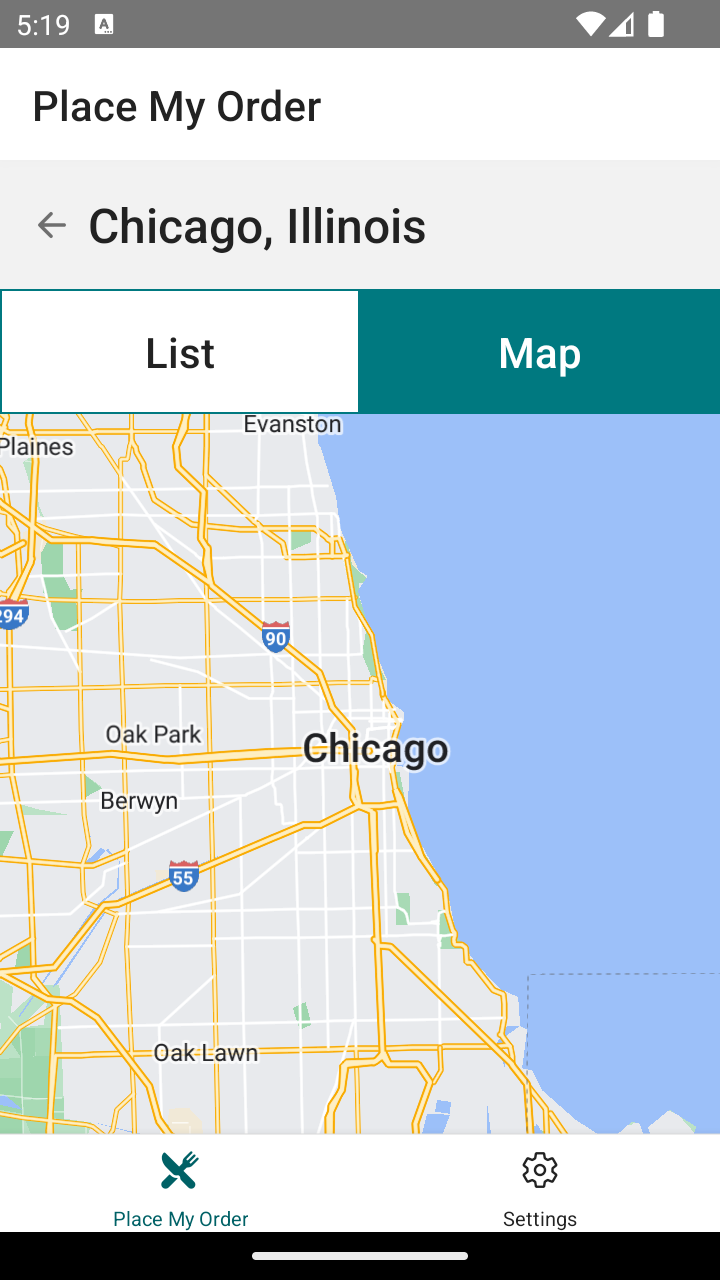 5:19
A
Place My Order
Chicago, Illinois
List
Map
Evanston
Plaines
294
90
Oak Park
Chicago
Berwyn
55
Oak Lawn
Place My Order
Settings